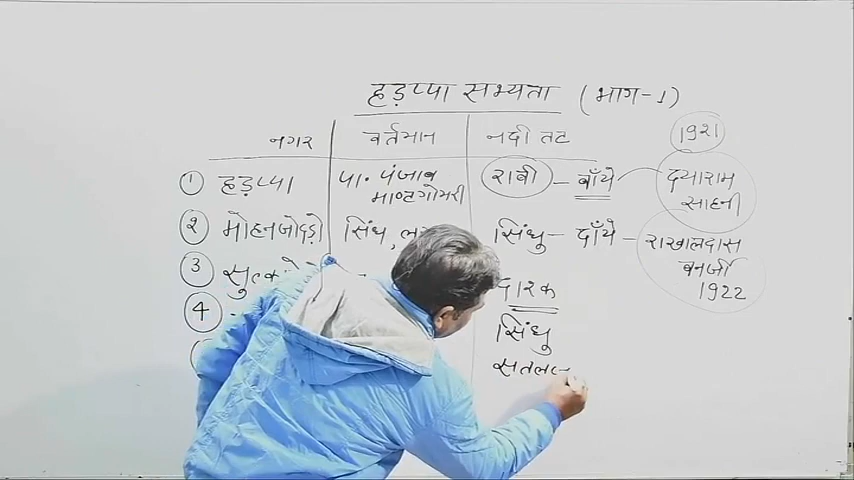 हड़प्पा सभ्यता (भाग-1)
नगर वर्तमान नदी तट 1921
① हड़प्पा पा. पंजाब रावी - बाँये दयाराम
माण्टगोमरी साहनी
② मोहनजोदड़ो सिंध, सिंधु - दाँये - राखालदास
बनर्जी
③ दारक 1922
④ सिंधु